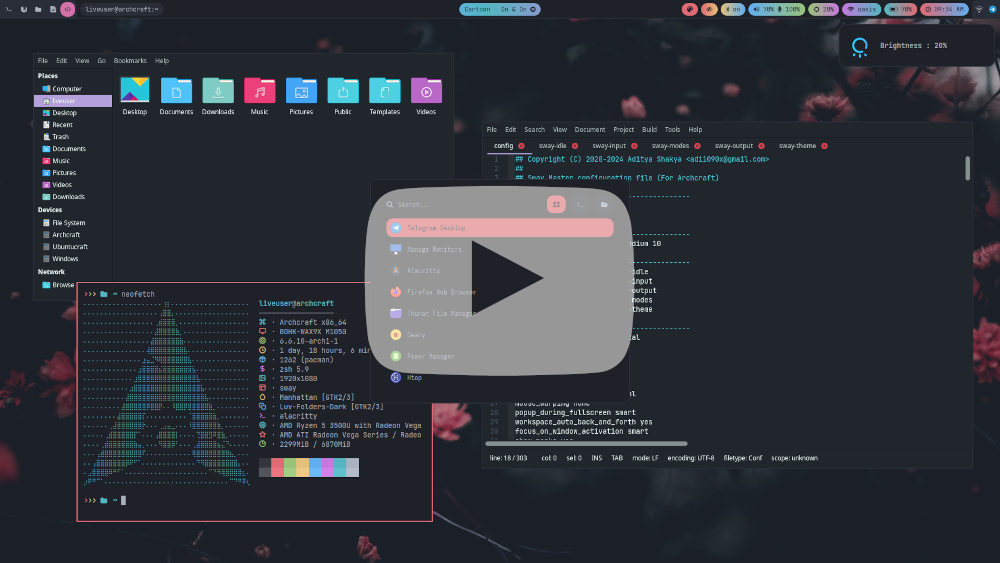 liveuser@archcraft:~
Cartoon - On & On
on
70%
100%
20%
oasis
70%
09:34 AM
Brightness : 20%
File Edit View Go Bookmarks Help
Places
Computer
liveuser
Desktop
Recent
Trash
Documents
Music
Pictures
Videos
Downloads
Devices
File System
Archcraft
Ubuntucraft
Windows
Network
Browse
Desktop Documents Downloads Music Pictures Public Templates Videos
File Edit Search View Document Project Build Tools Help
config sway-idle sway-input sway-modes sway-output sway-theme
1 ## Copyright (C) 2020-2024 Aditya Shakya <adi1090x@gmail.com>
2 ##
3 ## Sway Master configuration file (For Archcraft)
edium 10
idle
input
output
modes
theme
popup_during_fullscreen smart
workspace_auto_back_and_forth yes
focus_on_window_activation smart
line: 18 / 303 col: 0 sel: 0 INS TAB mode: LF encoding: UTF-8 filetype: Conf scope: unknown
Search...
Telegram Desktop
Manage Monitors
Alacritty
Firefox Web Browser
Thunar File Manager
Geany
Power Manager
Htop
>>> ~ neofetch
liveuser@archcraft
· Archcraft x86_64
· BOHK-WAX9X M1050
· 6.6.10-arch1-1
· 1 day, 18 hours, 6 min
· 1262 (pacman)
· zsh 5.9
· 1920x1080
· sway
· Manhattan [GTK2/3]
· Luv-Folders-Dark [GTK2/3]
· alacritty
· AMD Ryzen 5 3500U with Radeon Vega
· AMD ATI Radeon Vega Series / Radeo
· 2299MiB / 6870MiB
>>> ~